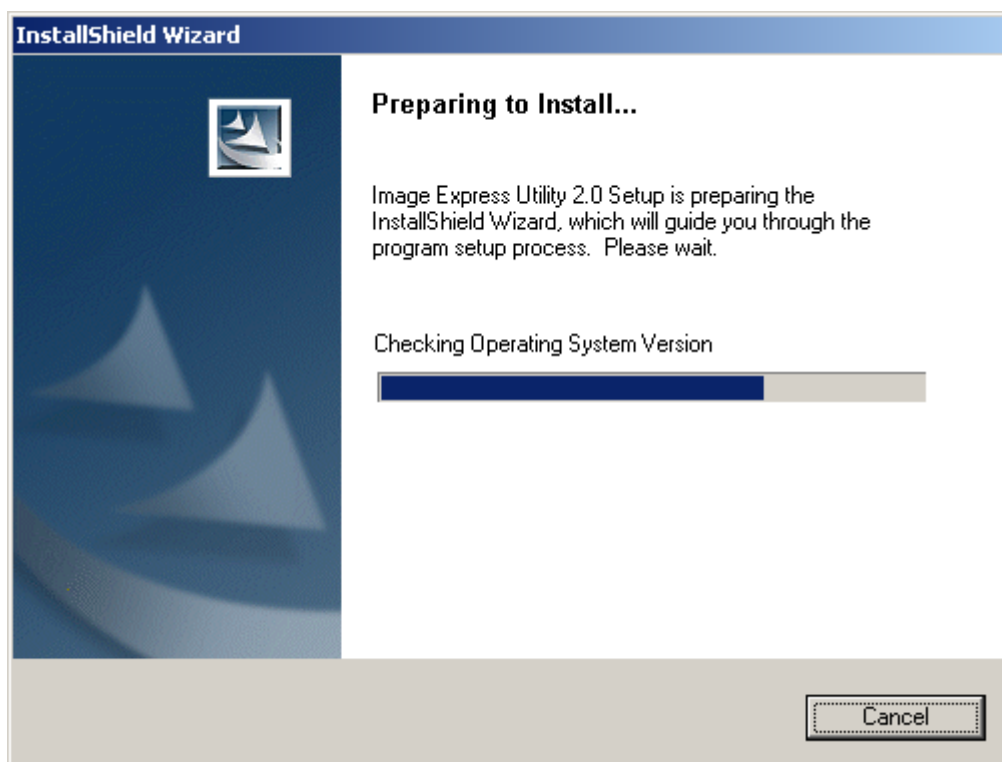 InstallShield Wizard
Preparing to Install...
Image Express Utility 2.0 Setup is preparing the
InstallShield Wizard, which will guide you through the
program setup process.  Please wait.
Checking Operating System Version
Cancel